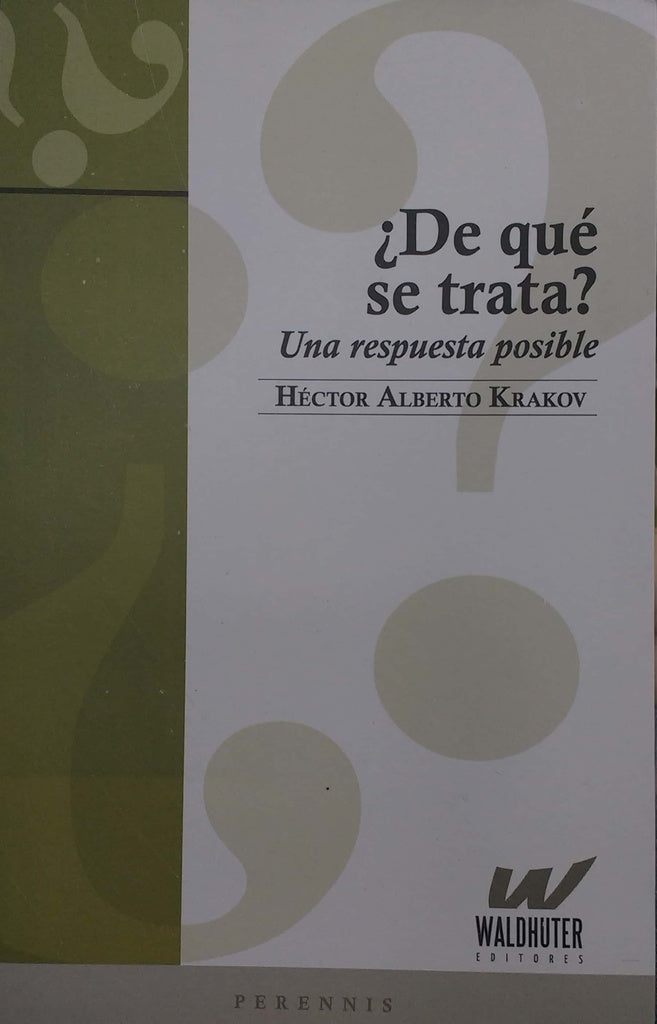 ¿De qué
se trata?
Una respuesta posible
HÉCTOR ALBERTO KRAKOV
W
WALDHUTER
EDITORES
PERENNIS